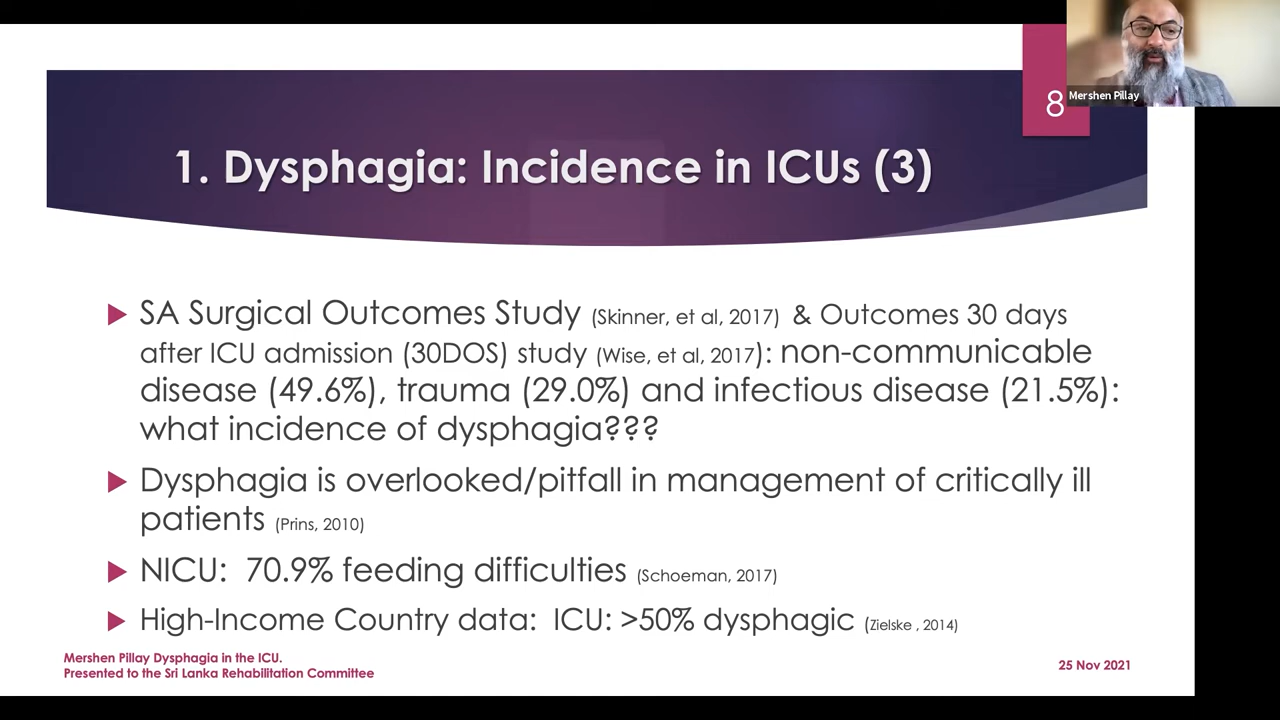 8
Mershen Pillay
1. Dysphagia: Incidence in ICUs (3)
SA Surgical Outcomes Study (Skinner, et al, 2017) & Outcomes 30 days
after ICU admission (30DOS) study (Wise, et al, 2017): non-communicable
disease (49.6%), trauma (29.0%) and infectious disease (21.5%):
what incidence of dysphagia???
Dysphagia is overlooked/pitfall in management of critically ill
patients (Prins, 2010)
NICU: 70.9% feeding difficulties (Schoeman, 2017)
High-Income Country data: ICU: >50% dysphagic (Zielske , 2014)
Mershen Pillay Dysphagia in the ICU.
Presented to the Sri Lanka Rehabilitation Committee
25 Nov 2021